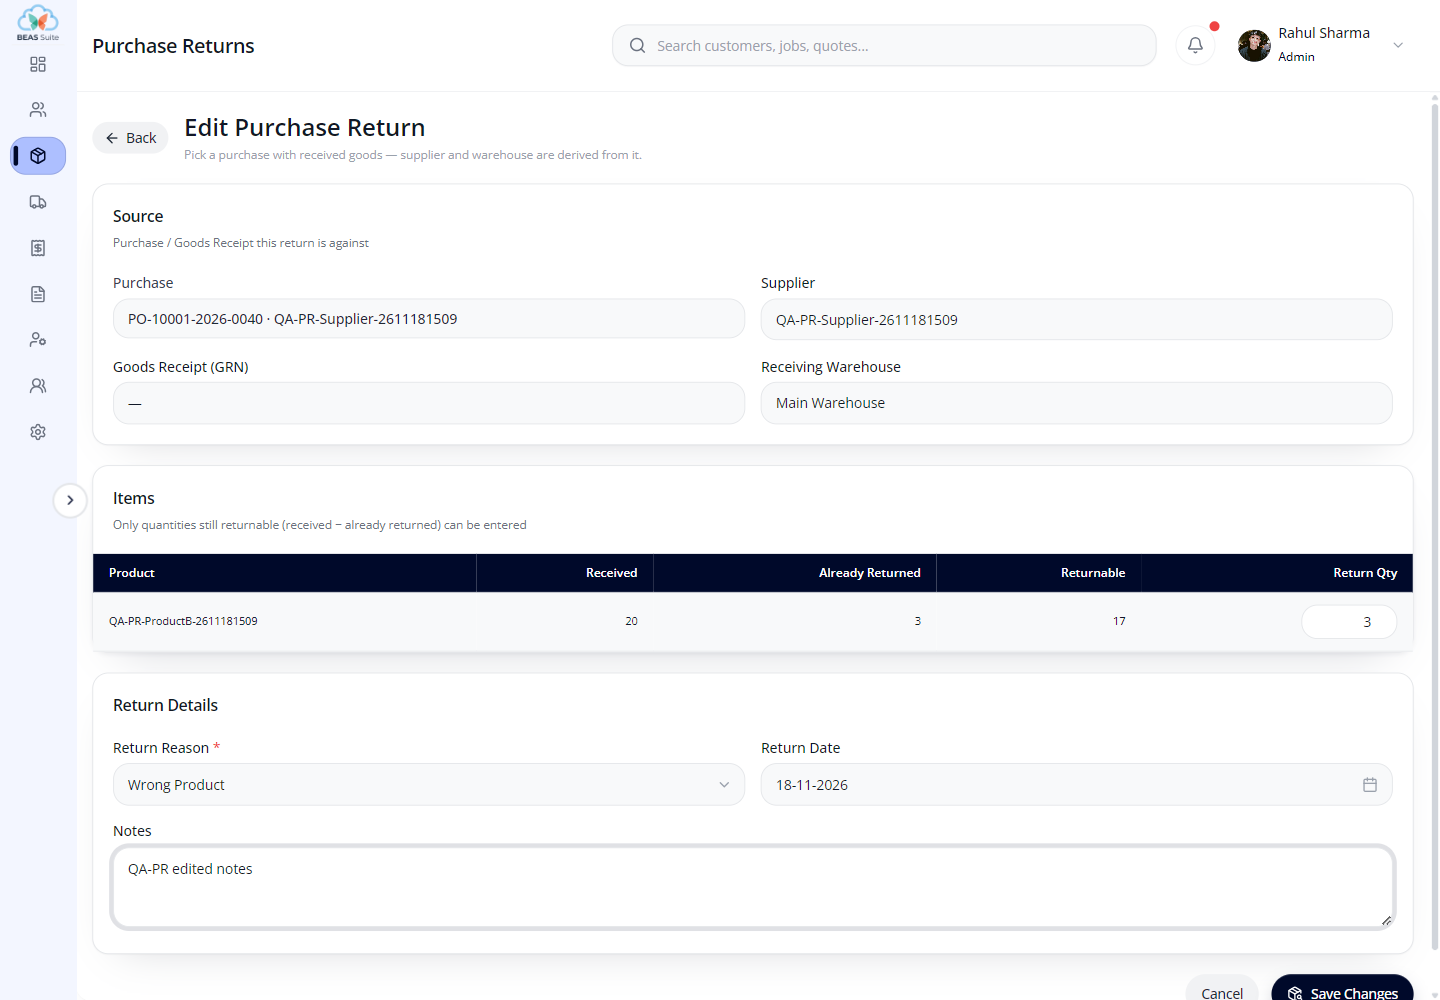 BEAS Suite
Purchase Returns
Search customers, jobs, quotes...
Rahul Sharma
Admin
Back
Edit Purchase Return
Pick a purchase with received goods — supplier and warehouse are derived from it.
Source
Purchase / Goods Receipt this return is against
Purchase
Supplier
PO-10001-2026-0040 · QA-PR-Supplier-2611181509
QA-PR-Supplier-2611181509
Goods Receipt (GRN)
Receiving Warehouse
—
Main Warehouse
Items
Only quantities still returnable (received − already returned) can be entered
Product Received Already Returned Returnable Return Qty
QA-PR-ProductB-2611181509 20 3 17 3
Return Details
Return Reason *
Return Date
Wrong Product
18-11-2026
Notes
QA-PR edited notes
Cancel
Save Changes